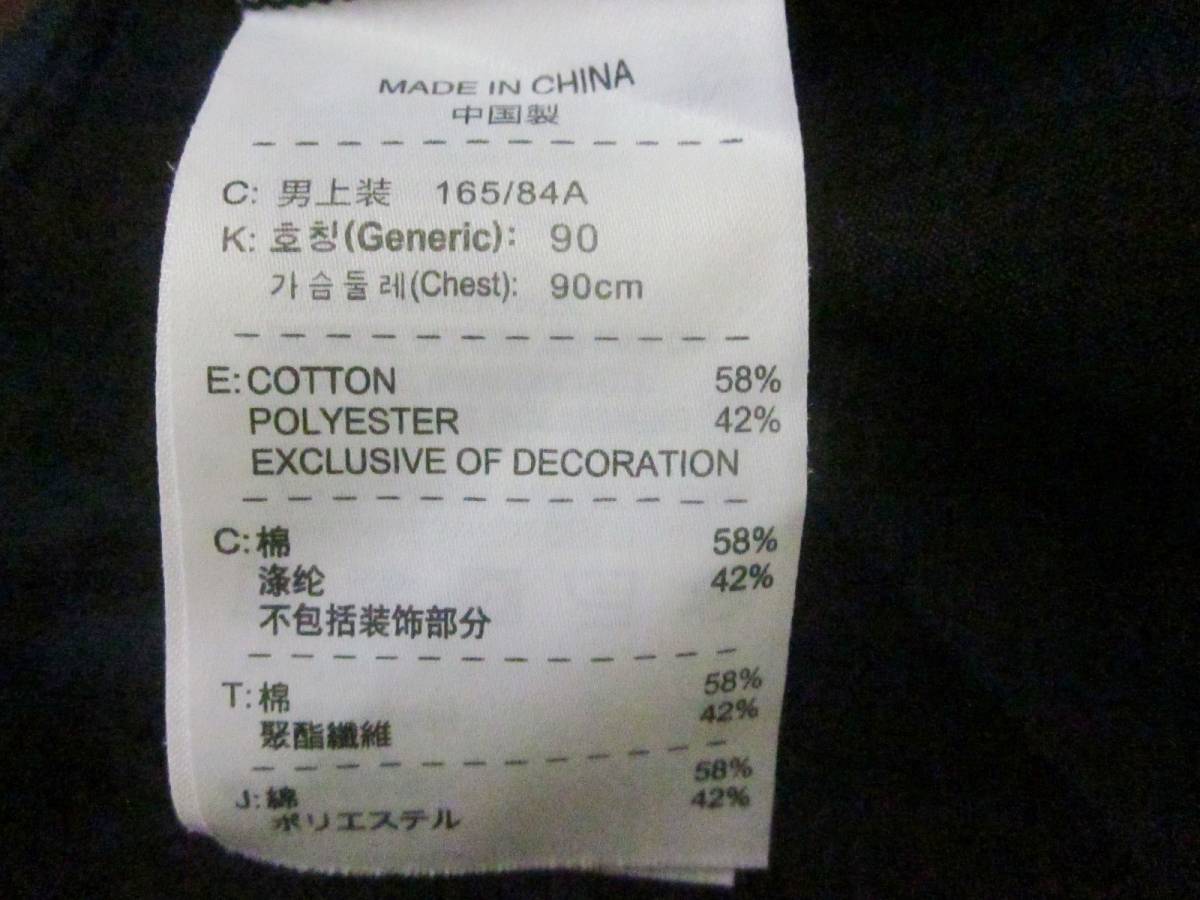 MADE IN CHINA
中国製
C: 男上装 165/84A
K: 호칭(Generic): 90
가슴둘레(Chest): 90cm
E:COTTON 58%
POLYESTER 42%
EXCLUSIVE OF DECORATION
C:棉 58%
涤纶 42%
不包括装饰部分
T:棉 58%
聚酯纖維 42%
J:綿 58%
ポリエステル 42%